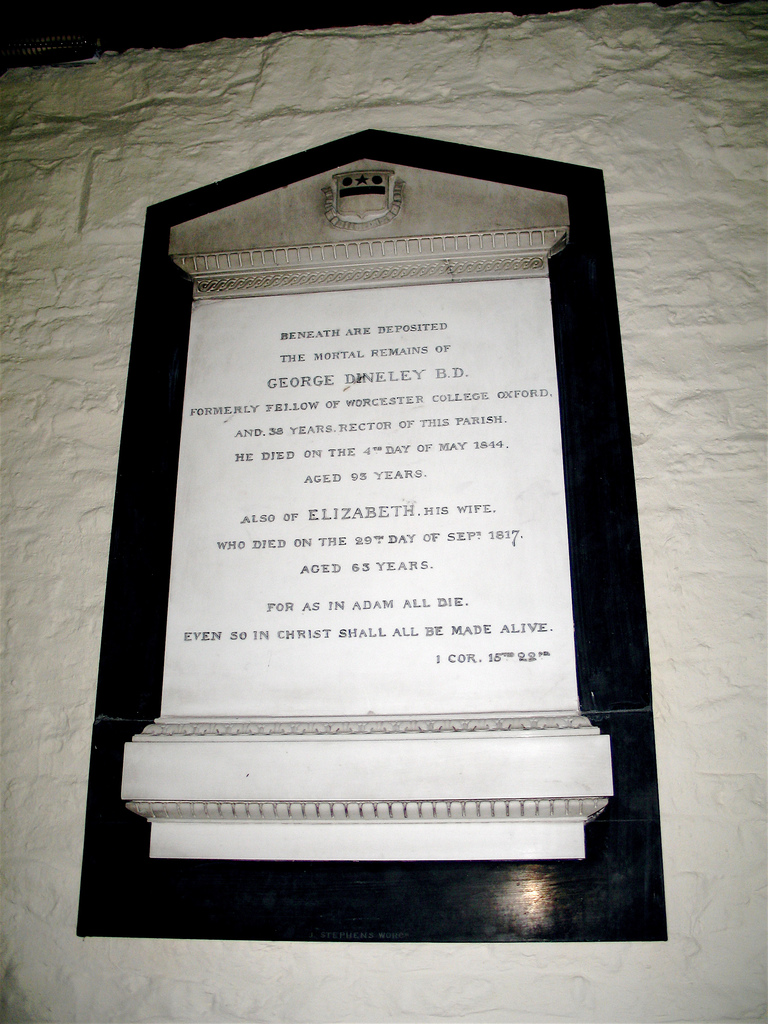 BENEATH ARE DEPOSITED
THE MORTAL REMAINS OF
GEORGE DINELEY B.D.
FORMERLY FELLOW OF WORCESTER COLLEGE OXFORD,
AND. 38 YEARS. RECTOR OF THIS PARISH.
HE DIED ON THE 4TH DAY OF MAY 1844.
AGED 93 YEARS.
ALSO OF ELIZABETH. HIS WIFE.
WHO DIED ON THE 29TH DAY OF SEPR 1817.
AGED 63 YEARS.
FOR AS IN ADAM ALL DIE.
EVEN SO IN CHRIST SHALL ALL BE MADE ALIVE.
1 COR. 15TH 22ND
J. STEPHENS WORCR